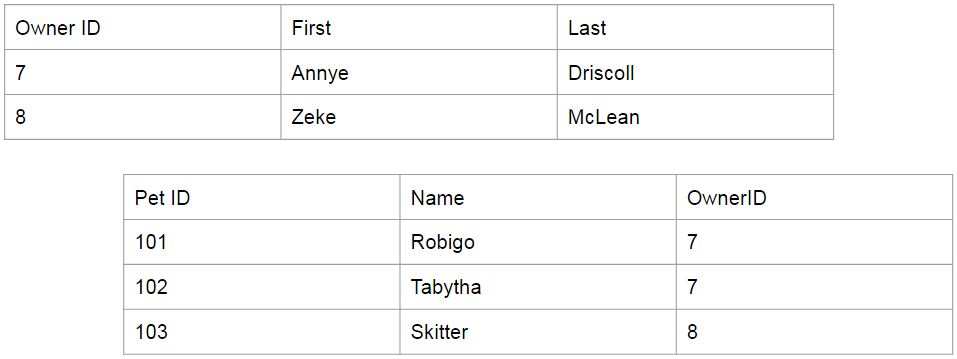 Owner ID First Last
7 Annye Driscoll
8 Zeke McLean
Pet ID Name OwnerID
101 Robigo 7
102 Tabytha 7
103 Skitter 8